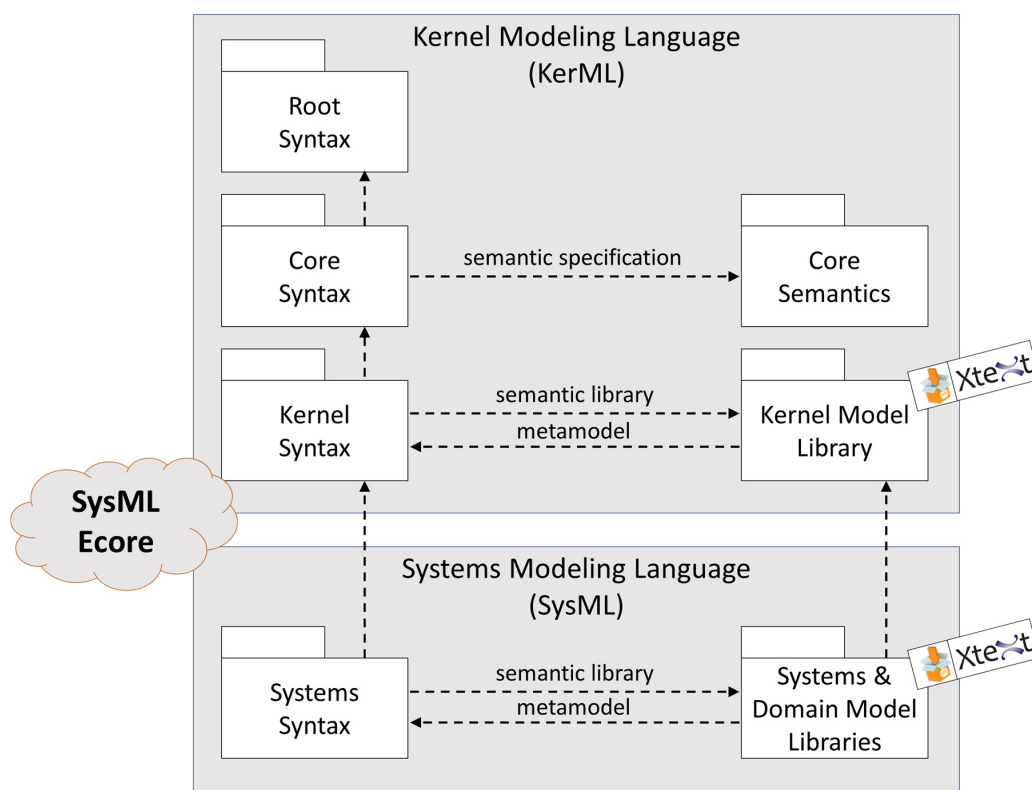 Kernel Modeling Language
(KerML)
Root
Syntax
Core
Syntax
semantic specification
Core
Semantics
Kernel
Syntax
semantic library
metamodel
Kernel Model
Library
Xtext
SysML
Ecore
Systems Modeling Language
(SysML)
Systems
Syntax
semantic library
metamodel
Systems &
Domain Model
Libraries
Xtext